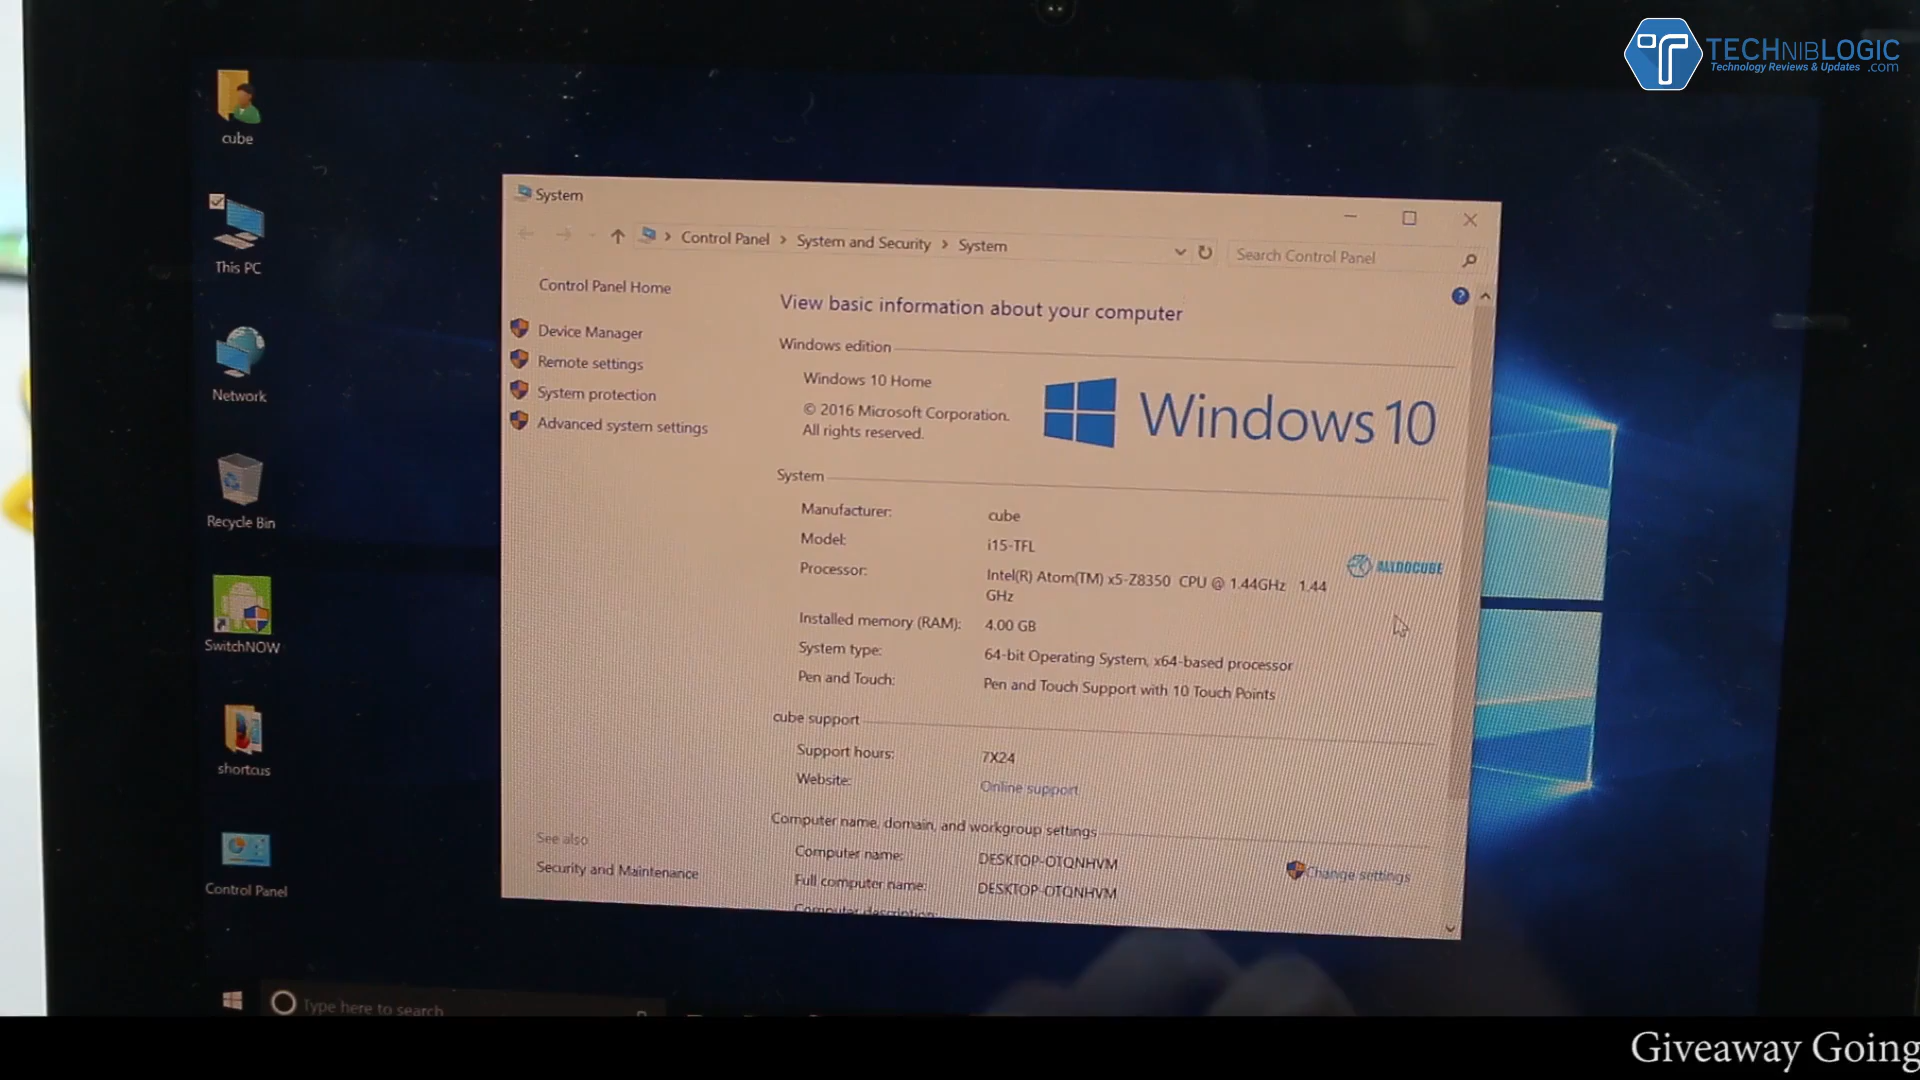 TECHNIBLOGIC
Technology Reviews & Updates .com
cube
This PC
Network
Recycle Bin
SwitchNOW
shortcus
Control Panel
System
Control Panel > System and Security > System
Search Control Panel
Control Panel Home
Device Manager
Remote settings
System protection
Advanced system settings
See also
Security and Maintenance
View basic information about your computer
Windows edition
Windows 10 Home
© 2016 Microsoft Corporation.
All rights reserved.
Windows 10
System
Manufacturer: cube
Model: i15-TFL
Processor: Intel(R) Atom(TM) x5-Z8350 CPU @ 1.44GHz 1.44
GHz
ALLDOCUBE
Installed memory (RAM): 4.00 GB
System type: 64-bit Operating System, x64-based processor
Pen and Touch: Pen and Touch Support with 10 Touch Points
cube support
Support hours: 7X24
Website: Online support
Computer name, domain, and workgroup settings
Computer name: DESKTOP-OTQNHVM
Change settings
Full computer name: DESKTOP-OTQNHVM
Computer description:
Type here to search
Giveaway Going